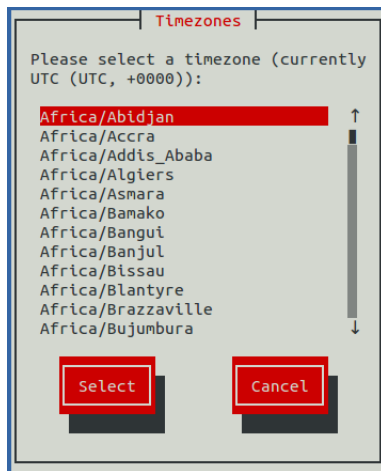 Timezones
Please select a timezone (currently
UTC (UTC, +0000)):
Africa/Abidjan
Africa/Accra
Africa/Addis_Ababa
Africa/Algiers
Africa/Asmara
Africa/Bamako
Africa/Bangui
Africa/Banjul
Africa/Bissau
Africa/Blantyre
Africa/Brazzaville
Africa/Bujumbura
Select Cancel